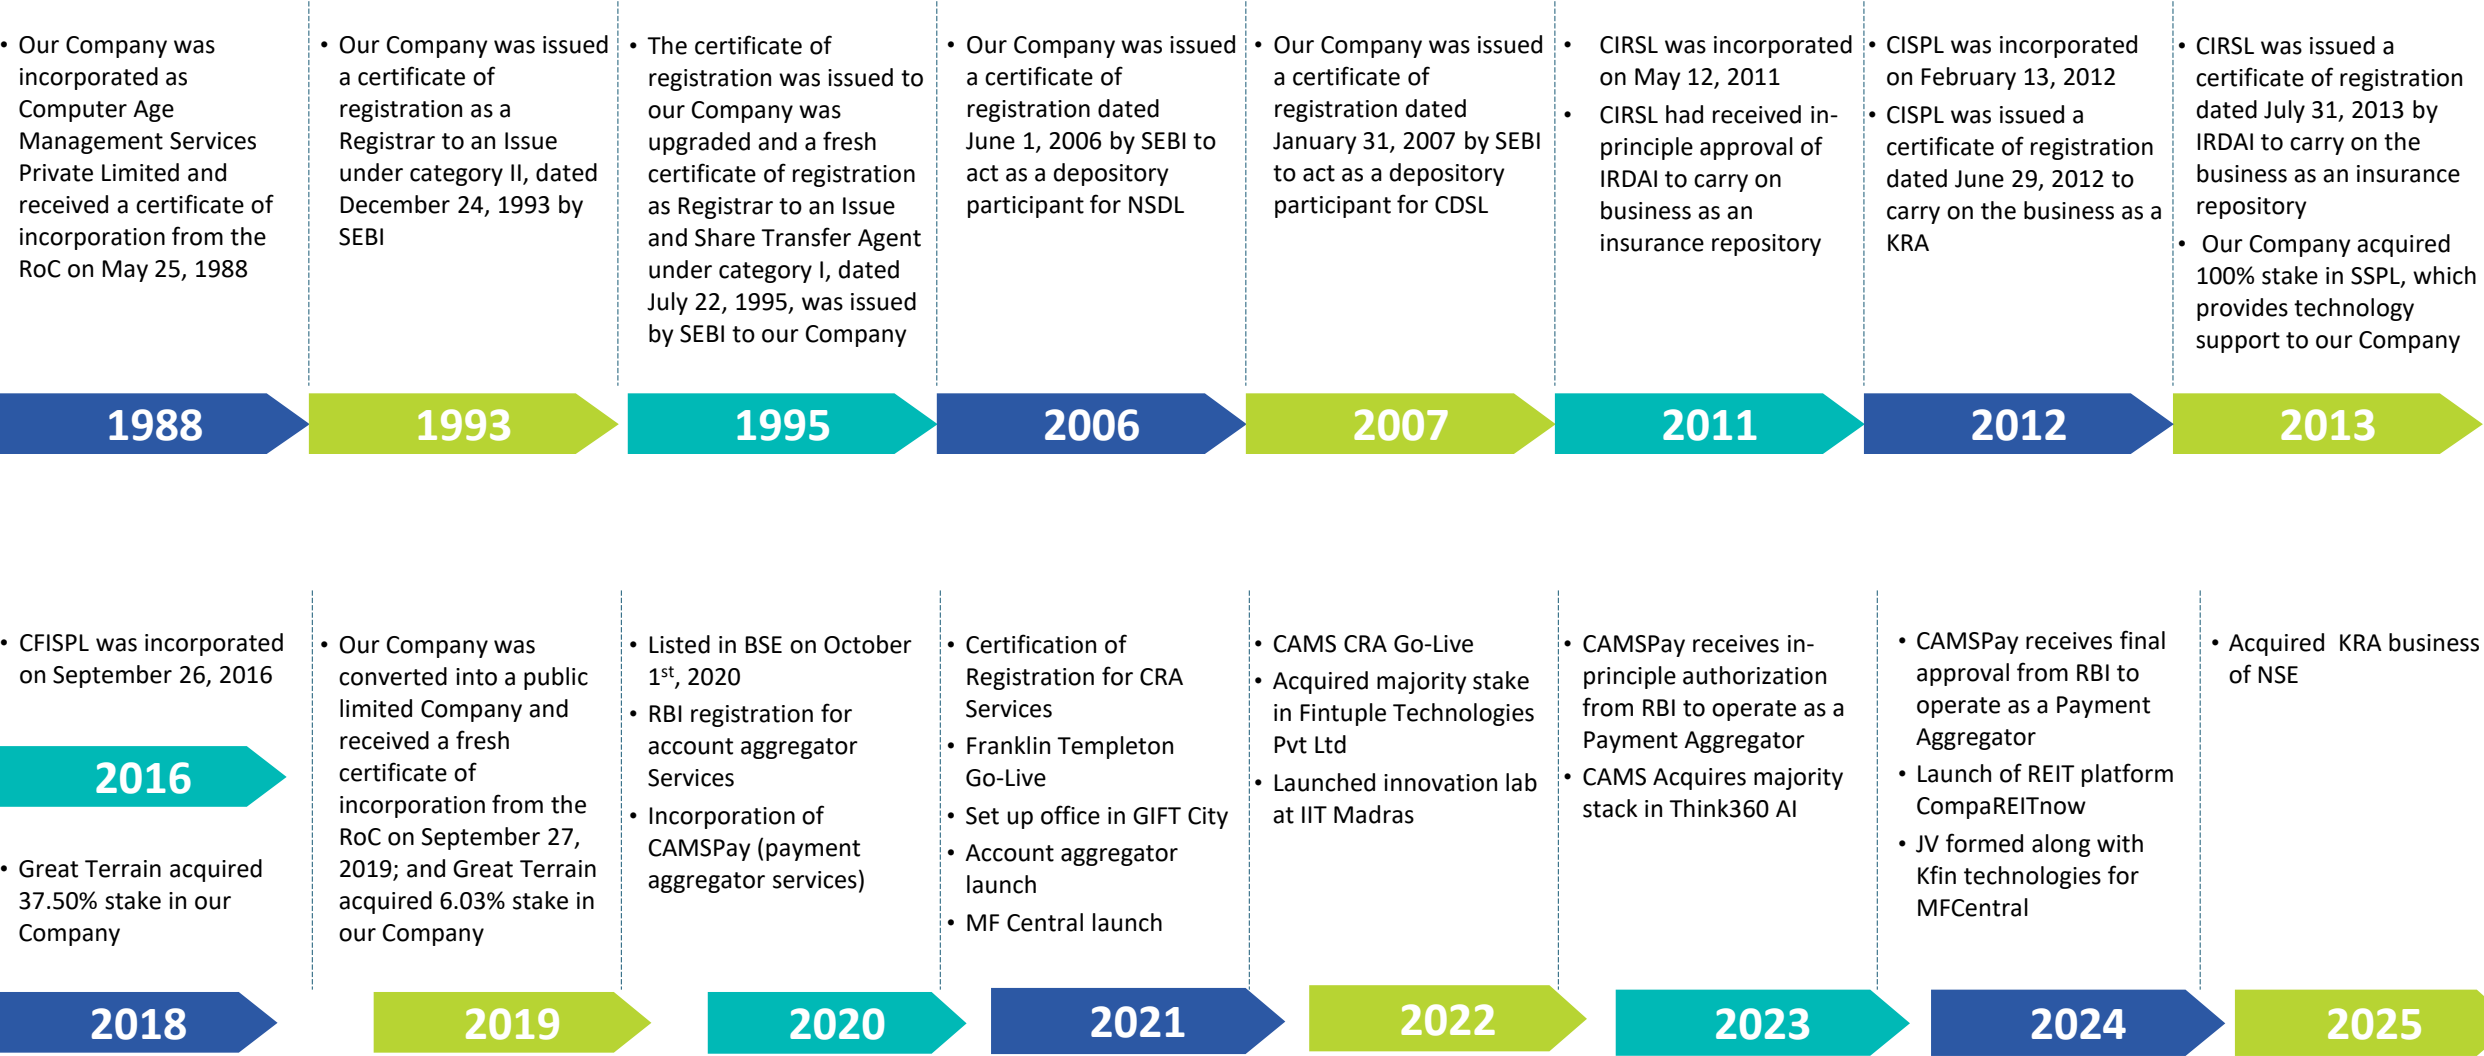 • Our Company was
incorporated as
Computer Age
Management Services
Private Limited and
received a certificate of
incorporation from the
RoC on May 25, 1988
• Our Company was issued
a certificate of
registration as a
Registrar to an Issue
under category II, dated
December 24, 1993 by
SEBI
• The certificate of
registration was issued to
our Company was
upgraded and a fresh
certificate of registration
as Registrar to an Issue
and Share Transfer Agent
under category I, dated
July 22, 1995, was issued
by SEBI to our Company
• Our Company was issued
a certificate of
registration dated
June 1, 2006 by SEBI to
act as a depository
participant for NSDL
• Our Company was issued
a certificate of
registration dated
January 31, 2007 by SEBI
to act as a depository
participant for CDSL
• CIRSL was incorporated
on May 12, 2011
• CIRSL had received in-
principle approval of
IRDAI to carry on
business as an
insurance repository
• CISPL was incorporated
on February 13, 2012
• CISPL was issued a
certificate of registration
dated June 29, 2012 to
carry on the business as a
KRA
• CIRSL was issued a
certificate of registration
dated July 31, 2013 by
IRDAI to carry on the
business as an insurance
repository
• Our Company acquired
100% stake in SSPL, which
provides technology
support to our Company
1988
1993
1995
2006
2007
2011
2012
2013
• CFISPL was incorporated
on September 26, 2016
2016
• Great Terrain acquired
37.50% stake in our
Company
• Our Company was
converted into a public
limited Company and
received a fresh
certificate of
incorporation from the
RoC on September 27,
2019; and Great Terrain
acquired 6.03% stake in
our Company
• Listed in BSE on October
1st, 2020
• RBI registration for
account aggregator
Services
• Incorporation of
CAMSPay (payment
aggregator services)
• Certification of
Registration for CRA
Services
• Franklin Templeton
Go-Live
• Set up office in GIFT City
• Account aggregator
launch
• MF Central launch
• CAMS CRA Go-Live
• Acquired majority stake
in Fintuple Technologies
Pvt Ltd
• Launched innovation lab
at IIT Madras
• CAMSPay receives in-
principle authorization
from RBI to operate as a
Payment Aggregator
• CAMS Acquires majority
stack in Think360 AI
• CAMSPay receives final
approval from RBI to
operate as a Payment
Aggregator
• Launch of REIT platform
CompaREITnow
• JV formed along with
Kfin technologies for
MFCentral
• Acquired KRA business
of NSE
2018
2019
2020
2021
2022
2023
2024
2025